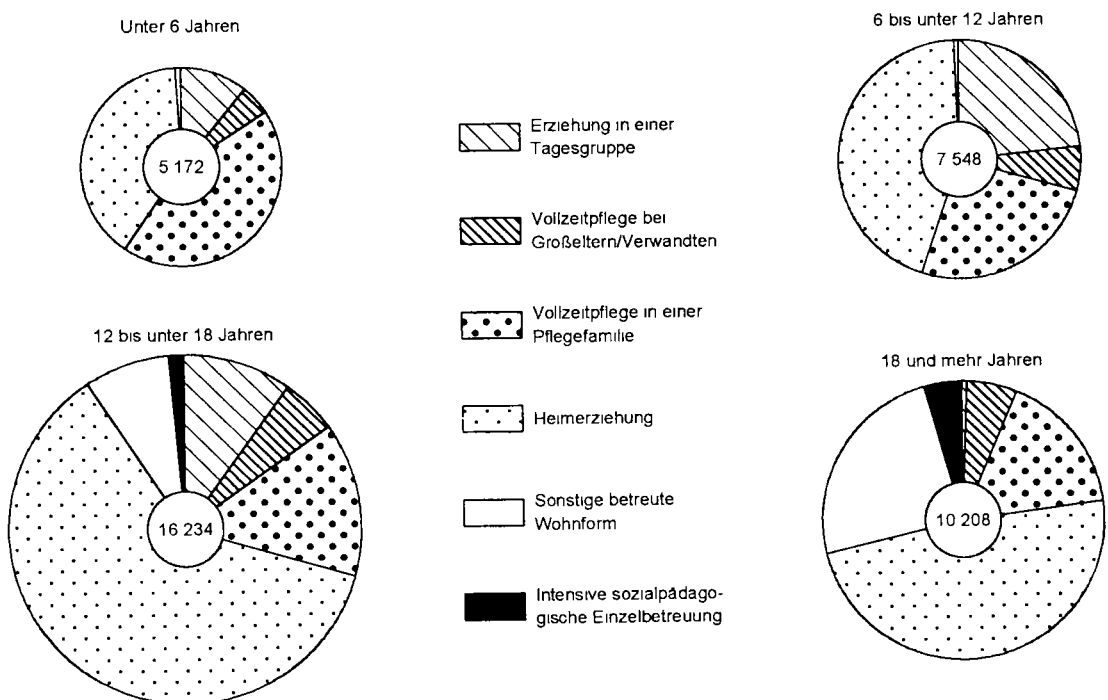 Unter 6 Jahren
5 172
6 bis unter 12 Jahren
7 548
Erziehung in einer
Tagesgruppe
Vollzeitpflege bei
Großeltern/Verwandten
Vollzeitpflege in einer
Pflegefamilie
Heimerziehung
Sonstige betreute
Wohnform
Intensive sozialpädago-
gische Einzelbetreuung
12 bis unter 18 Jahren
16 234
18 und mehr Jahren
10 208